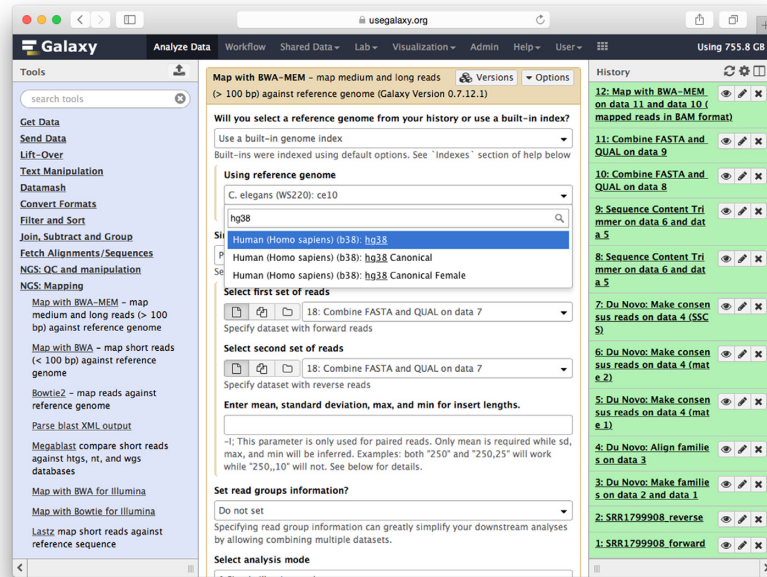 usegalaxy.org
Galaxy
Analyze Data Workflow Shared Data Lab Visualization Admin Help User Using 755.8 GB
Tools
search tools
Get Data
Send Data
Lift-Over
Text Manipulation
Datamash
Convert Formats
Filter and Sort
Join, Subtract and Group
Fetch Alignments/Sequences
NGS: QC and manipulation
NGS: Mapping
Map with BWA-MEM - map
medium and long reads (> 100
bp) against reference genome
Map with BWA - map short reads
(< 100 bp) against reference
genome
Bowtie2 - map reads against
reference genome
Parse blast XML output
Megablast compare short reads
against htgs, nt, and wgs
databases
Map with BWA for Illumina
Map with Bowtie for Illumina
Lastz map short reads against
reference sequence
Map with BWA-MEM - map medium and long reads
(> 100 bp) against reference genome (Galaxy Version 0.7.12.1)
Versions
Options
Will you select a reference genome from your history or use a built-in index?
Use a built-in genome index
Built-ins were indexed using default options. See `Indexes` section of help below
Using reference genome
C. elegans (WS220): ce10
hg38
Human (Homo sapiens) (b38): hg38
Human (Homo sapiens) (b38): hg38 Canonical
Human (Homo sapiens) (b38): hg38 Canonical Female
Select first set of reads
18: Combine FASTA and QUAL on data 7
Specify dataset with forward reads
Select second set of reads
18: Combine FASTA and QUAL on data 7
Specify dataset with reverse reads
Enter mean, standard deviation, max, and min for insert lengths.
-I; This parameter is only used for paired reads. Only mean is required while sd,
max, and min will be inferred. Examples: both "250" and "250,25" will work
while "250,,10" will not. See below for details.
Set read groups information?
Do not set
Specifying read group information can greatly simplify your downstream analyses
by allowing combining multiple datasets.
Select analysis mode
History
12: Map with BWA-MEM
on data 11 and data 10 (
mapped reads in BAM format)
11: Combine FASTA and
QUAL on data 9
10: Combine FASTA and
QUAL on data 8
9: Sequence Content Tri
mmer on data 6 and dat
a 5
8: Sequence Content Tri
mmer on data 6 and dat
a 5
7: Du Novo: Make consen
sus reads on data 4 (SSC
S)
6: Du Novo: Make consen
sus reads on data 4 (mat
e 2)
5: Du Novo: Make consen
sus reads on data 4 (mat
e 1)
4: Du Novo: Align familie
s on data 3
3: Du Novo: Make familie
s on data 2 and data 1
2: SRR1799908_reverse
1: SRR1799908_forward